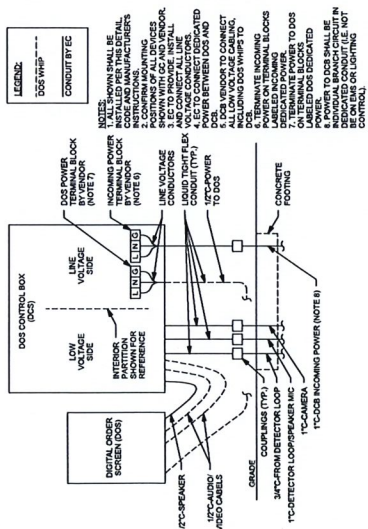 LEGEND:
DOS WHIP
CONDUIT BY EC
NOTES:
1. ALL SHOWN SHALL BE
INSTALLED PER THIS DETAIL,
CODE AND MANUFACTURER'S
INSTRUCTIONS.
2. CONFIRM ROUTING
POSITIONS OF ALL DEVICES
SHOWN WITH GC AND VENDOR.
3. EC TO PROVIDE, INSTALL
AND CONNECT ALL LINE
VOLTAGE CONDUCTORS.
4. EC TO CONNECT DEDICATED
POWER BETWEEN DOS AND
DCB.
5. DCB VENDOR TO CONNECT
ALL LOW VOLTAGE CABLING,
INCLUDING DOS WHIPS TO
DCB.
6. TERMINATE INCOMING
POWER ON TERMINAL BLOCKS
LABELED INCOMING
DEDICATED POWER.
7. TERMINATE POWER TO DOS
ON TERMINAL BLOCKS
LABELED DOS DEDICATED
POWER.
8. POWER TO DCB SHALL BE
INDIVIDUAL BRANCH CIRCUIT IN
DEDICATED CONDUIT (I.E. NOT
BE ON EMS OR LIGHTING
CONTROL).
DOS POWER
TERMINAL BLOCK
BY VENDOR
(NOTE 7)
INCOMING POWER
TERMINAL BLOCK
BY VENDOR
(NOTE 6)
LINE VOLTAGE
CONDUCTORS
LIQUID TIGHT FLEX
CONDUIT (TYP.)
1/2"C-POWER
TO DOS
CONCRETE
FOOTING
DOS CONTROL BOX
(DCS)
LOW
VOLTAGE
SIDE
LINE
VOLTAGE
SIDE
L N G
L N G
INTERIOR
PARTITION
SHOWN FOR
REFERENCE
DIGITAL ORDER
SCREEN (DOS)
1/2"C-SPEAKER
1/2"C-AUDIO/
VIDEO CABELS
GRADE
COUPLINGS (TYP.)
3/4"C-FROM DETECTOR LOOP
1"C-DETECTOR LOOP/SPEAKER MIC
1"C-CAMERA
1"C-DCB INCOMING POWER (NOTE 8)